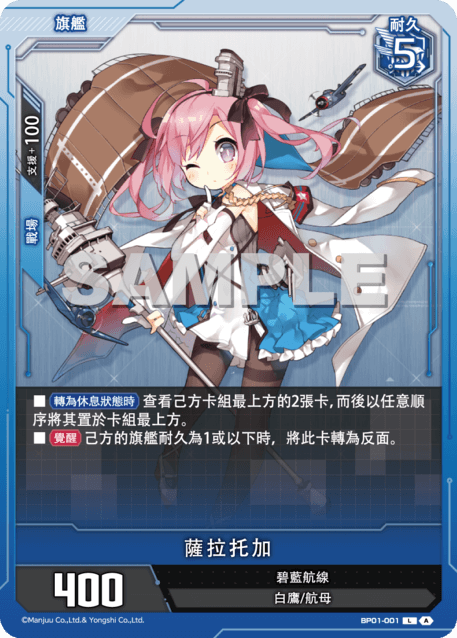 旗艦
耐久
5
支援+100
戰場
SAMPLE
■ 轉為休息狀態時 查看己方卡組最上方的2張卡,而後以任意順
序將其置於卡組最上方。
■ 覺醒 己方的旗艦耐久為1或以下時，將此卡轉為反面。
薩拉托加
400
碧藍航線
白鷹/航母
©Manjuu Co.,Ltd.& Yongshi Co.,Ltd.
BP01-001 L A